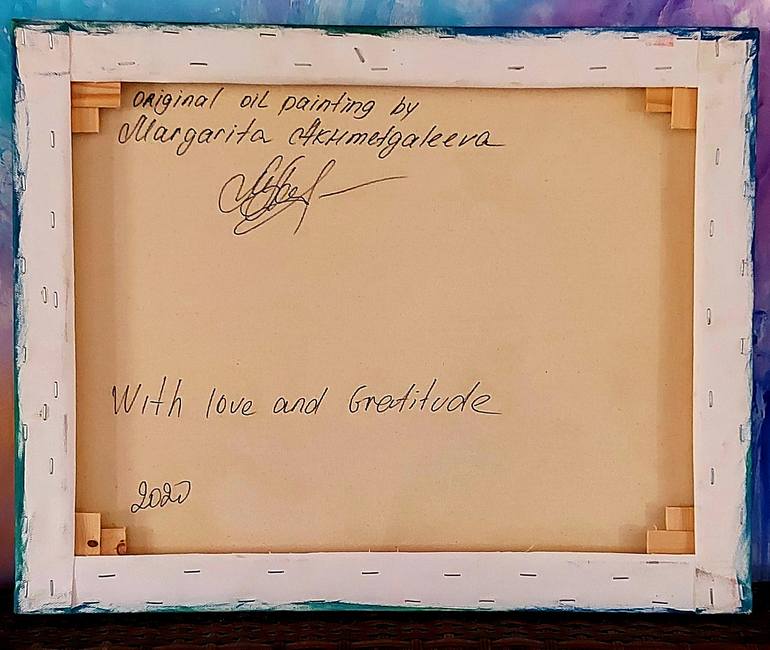 original oil painting by
Margarita Akhmetgaleeva
With love and Gratitude
2020